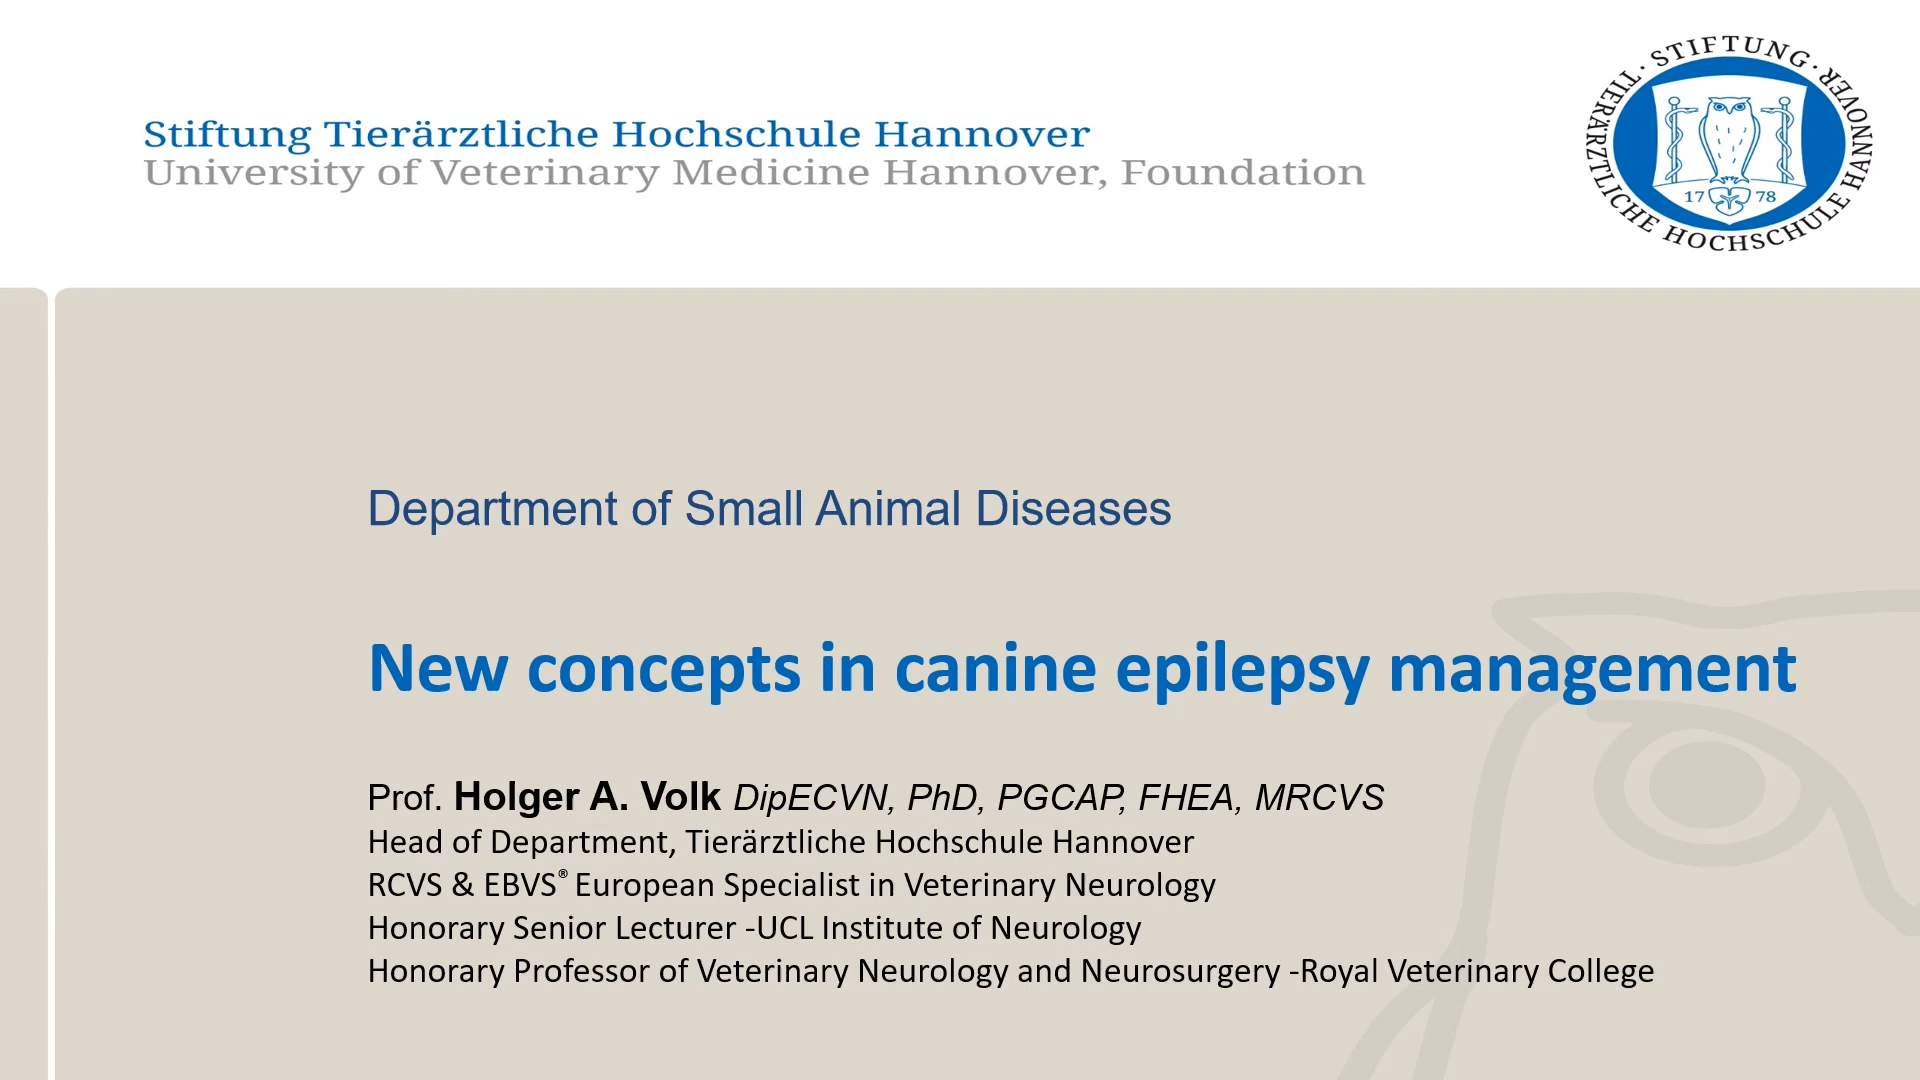 Stiftung Tierärztliche Hochschule Hannover
University of Veterinary Medicine Hannover, Foundation
· STIFTUNG · TIERÄRZTLICHE HOCHSCHULE HANNOVER
17 78
Department of Small Animal Diseases
New concepts in canine epilepsy management
Prof. Holger A. Volk DipECVN, PhD, PGCAP, FHEA, MRCVS
Head of Department, Tierärztliche Hochschule Hannover
RCVS & EBVS® European Specialist in Veterinary Neurology
Honorary Senior Lecturer -UCL Institute of Neurology
Honorary Professor of Veterinary Neurology and Neurosurgery -Royal Veterinary College